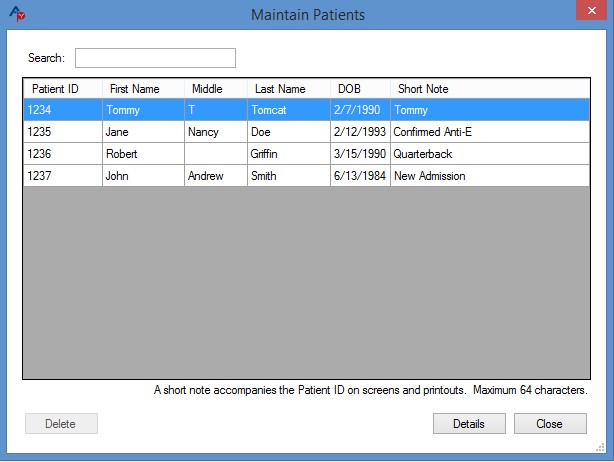 Maintain Patients
Search:
Patient ID First Name Middle Last Name DOB Short Note
1234 Tommy T Tomcat 2/7/1990 Tommy
1235 Jane Nancy Doe 2/12/1993 Confirmed Anti-E
1236 Robert Griffin 3/15/1990 Quarterback
1237 John Andrew Smith 6/13/1984 New Admission
A short note accompanies the Patient ID on screens and printouts. Maximum 64 characters.
Delete Details Close